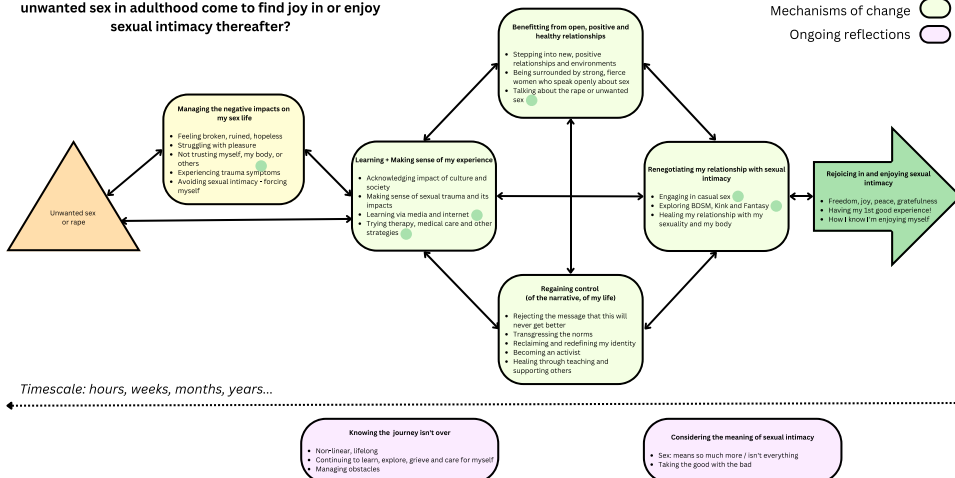 unwanted sex in adulthood come to find joy in or enjoy
sexual intimacy thereafter?
Mechanisms of change
Ongoing reflections
Benefitting from open, positive and
healthy relationships
• Stepping into new, positive
relationships and environments
• Being surrounded by strong, fierce
women who speak openly about sex
• Talking about the rape or unwanted
sex
Managing the negative impacts on
my sex life
• Feeling broken, ruined, hopeless
• Struggling with pleasure
• Not trusting myself, my body, or
others
• Experiencing trauma symptoms
• Avoiding sexual intimacy - forcing
myself
Unwanted sex
or rape
Learning + Making sense of my experience
• Acknowledging impact of culture and
society
• Making sense of sexual trauma and its
impacts
• Learning via media and internet
• Trying therapy, medical care and other
strategies
Renegotiating my relationship with sexual
intimacy
• Engaging in casual sex
• Exploring BDSM, Kink and Fantasy
• Healing my relationship with my
sexuality and my body
Rejoicing in and enjoying sexual
intimacy
• Freedom, joy, peace, gratefulness
• Having my 1st good experience!
• How I know I'm enjoying myself
Regaining control
(of the narrative, of my life)
• Rejecting the message that this will
never get better
• Transgressing the norms
• Reclaiming and redefining my identity
• Becoming an activist
• Healing through teaching and
supporting others
Timescale: hours, weeks, months, years...
Knowing the journey isn't over
• Non-linear, lifelong
• Continuing to learn, explore, grieve and care for myself
• Managing obstacles
Considering the meaning of sexual intimacy
• Sex: means so much more / isn't everything
• Taking the good with the bad